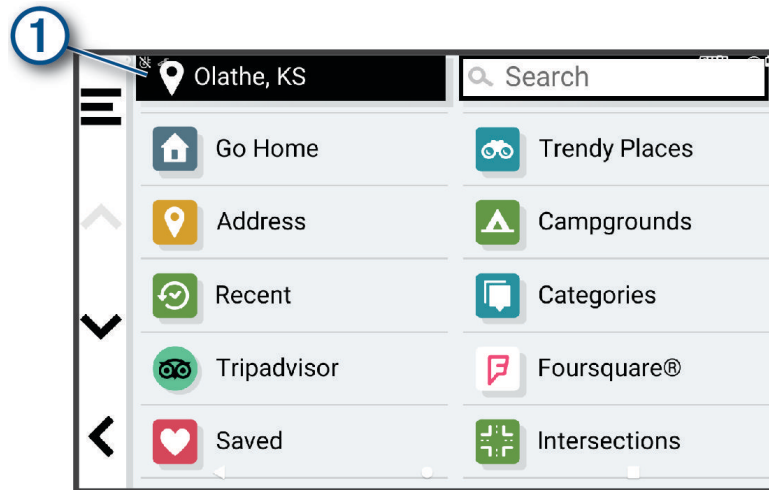 1
Olathe, KS Search
Go Home Trendy Places
Address Campgrounds
Recent Categories
Tripadvisor Foursquare®
Saved Intersections